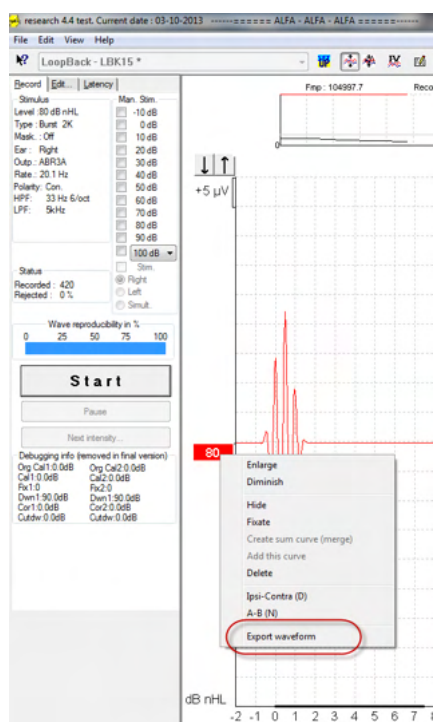 research 4.4 test. Current date : 03-10-2013 ------====== ALFA - ALFA - ALFA ======------
File Edit View Help
LoopBack - LBK15 *
Record Edit... Latency
Stimulus
Level :80 dB nHL
Type : Burst 2K
Mask. : Off
Ear : Right
Outp.: ABR3A
Rate : 20.1 Hz
Polarity: Con.
HPF: 33 Hz 6/oct
LPF: 5kHz
Man. Stim.
-10 dB
0 dB
10 dB
20 dB
30 dB
40 dB
50 dB
60 dB
70 dB
80 dB
90 dB
100 dB
Stim.
Right
Left
Simult.
Status
Recorded : 420
Rejected : 0 %
Wave reproducibility in %
0 25 50 75 100
Start
Pause
Next intensity...
Debugging info (removed in final version)
Org Cal1:0.0dB Org Cal2:0.0dB
Cal1:0.0dB Cal2:0.0dB
Fix1:0 Fix2:0
Dwn1:90.0dB Dwn1:90.0dB
Cor1:0.0dB Cor2:0.0dB
Cutdw:0.0dB Cutdw:0.0dB
Fmp : 104997.7 Reco
0
+5 µV
80
Enlarge
Diminish
Hide
Fixate
Create sum curve (merge)
Add this curve
Delete
Ipsi-Contra (D)
A-B (N)
Export waveform
dB nHL
-2 -1 0 1 2 3 4 5 6 7 8